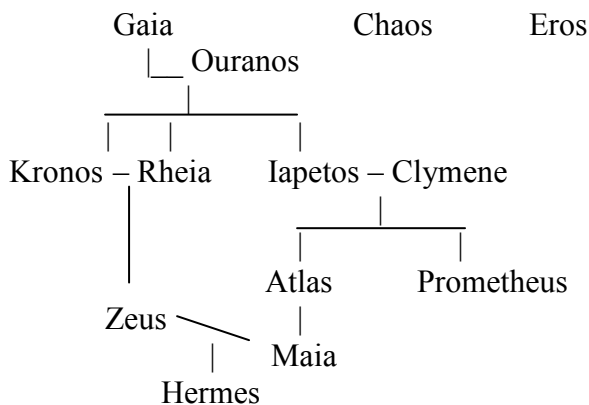 Gaia Chaos Eros
Ouranos
Kronos – Rheia Iapetos – Clymene
Atlas Prometheus
Zeus
Maia
Hermes